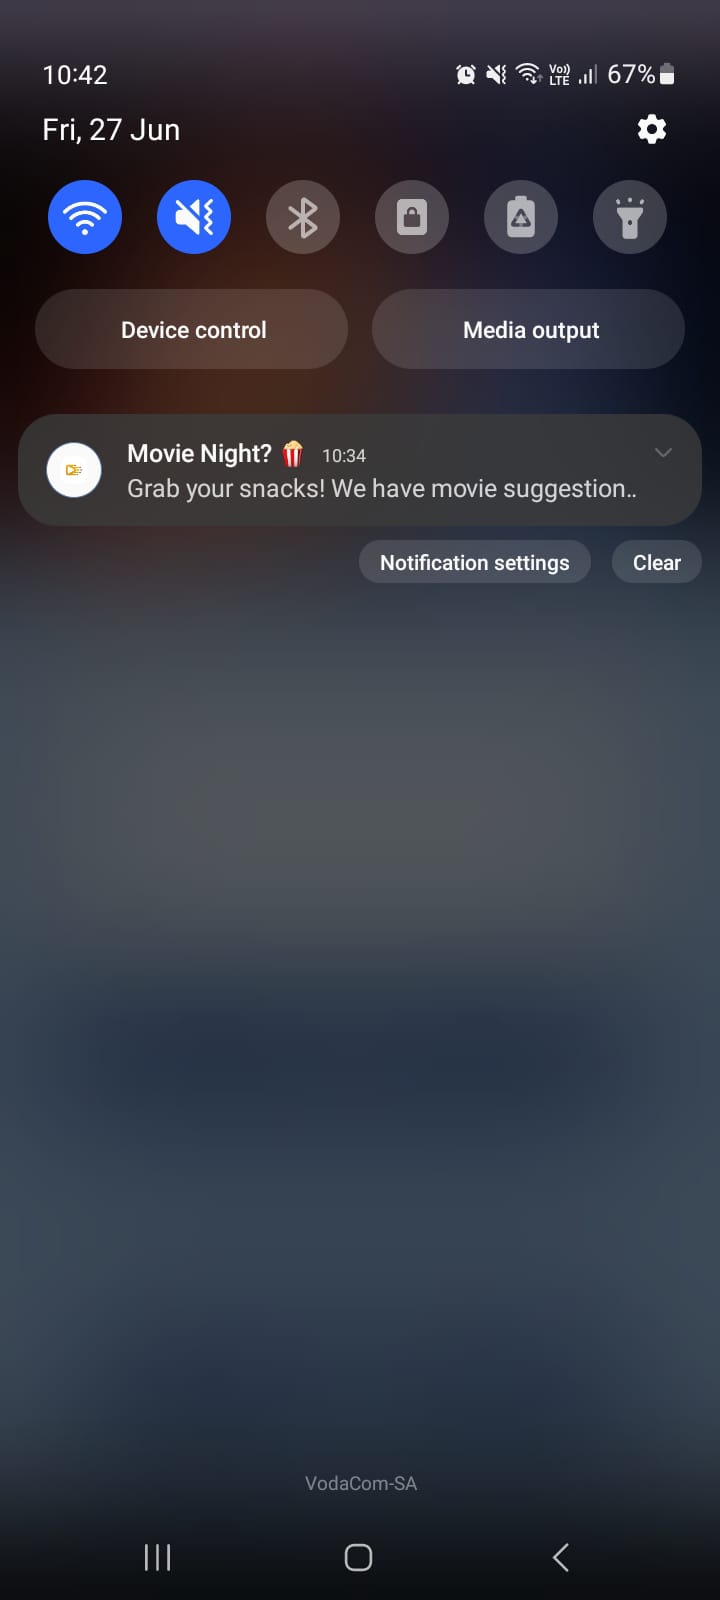 10:42 Vo)) LTE 67%
Fri, 27 Jun
Device control Media output
Movie Night? 🍿 10:34
Grab your snacks! We have movie suggestion..
Notification settings Clear
VodaCom-SA